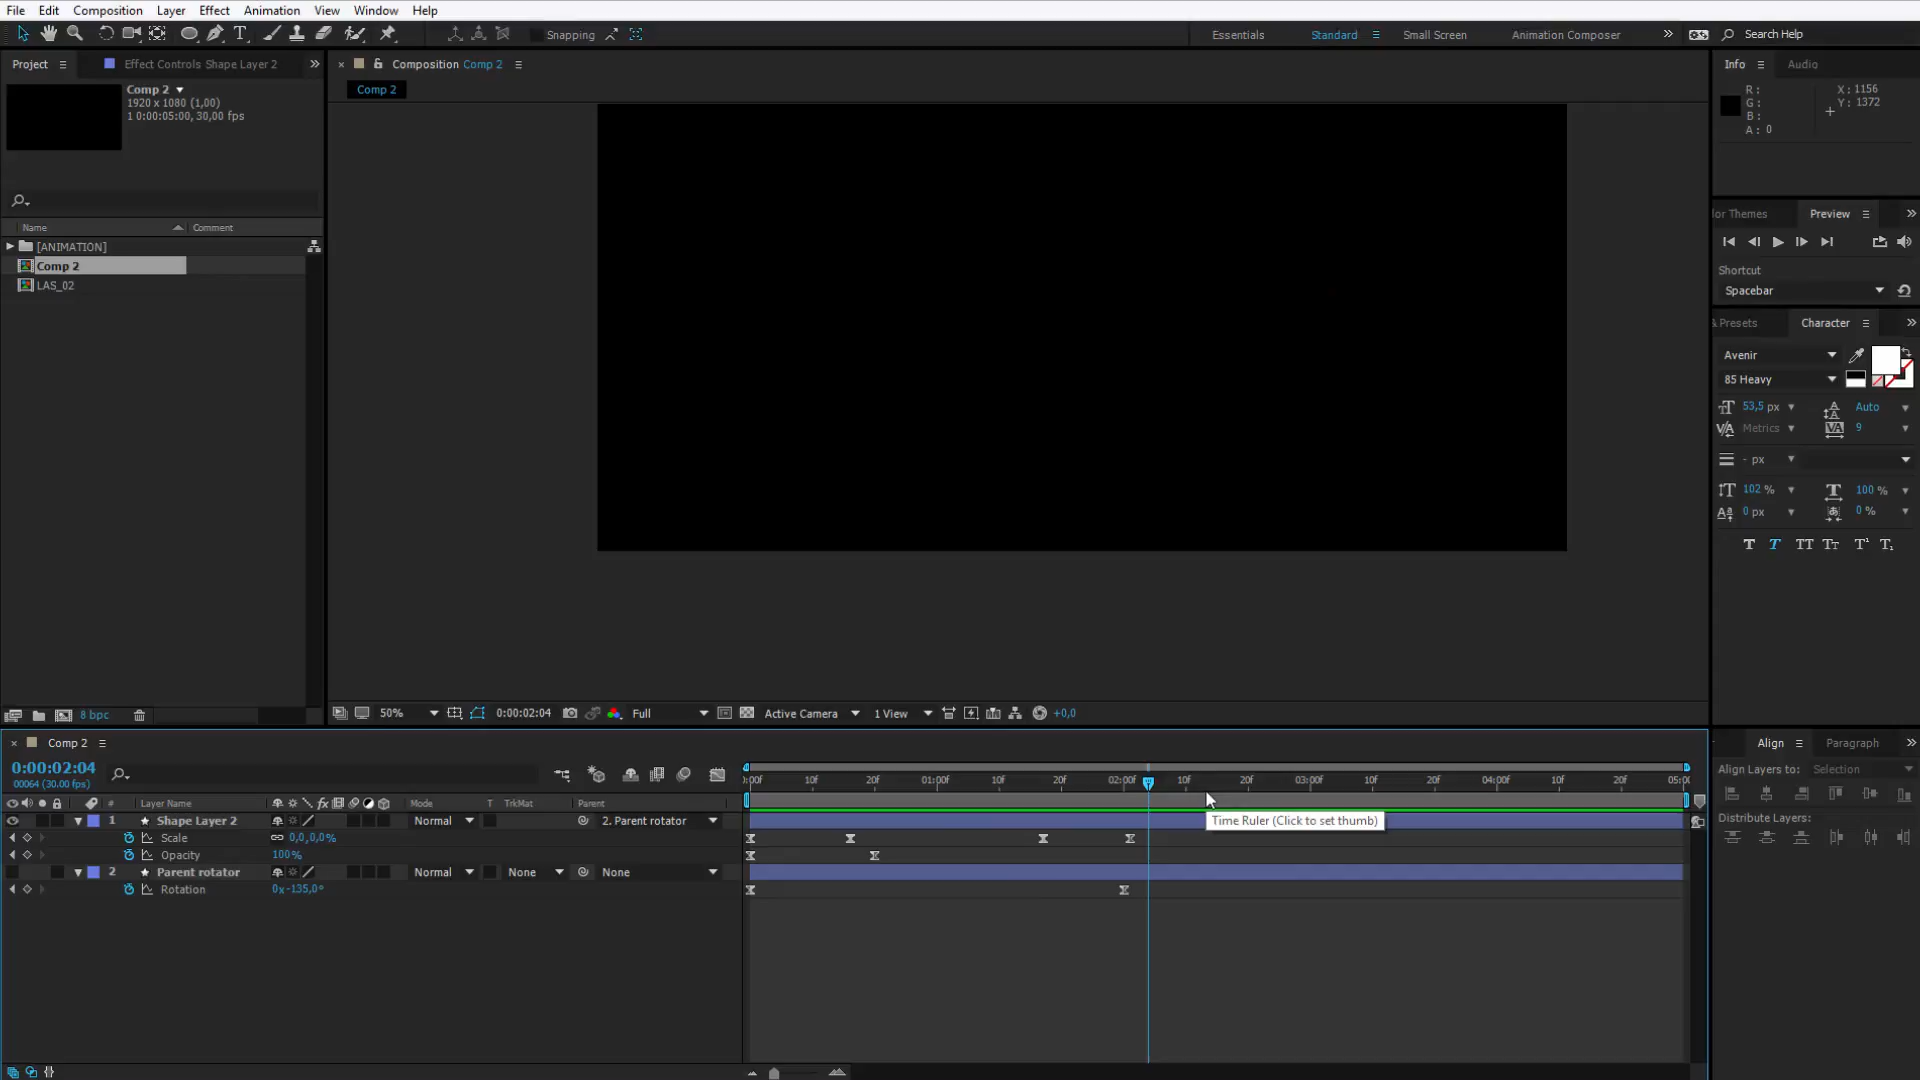 File Edit Composition Layer Effect Animation View Window Help
Snapping
Essentials Standard Small Screen Animation Composer Search Help
Project Effect Controls Shape Layer 2
Composition Comp 2
Info Audio
Comp 2
1920 x 1080 (1,00)
1 0:00:05:00, 30,00 fps
Comp 2
R:
G:
B:
A: 0
X: 1156
Y: 1372
or Themes Preview
Name Comment
[ANIMATION]
Comp 2
LAS_02
Shortcut
Spacebar
& Presets Character
Avenir
85 Heavy
53,5 px Auto
Metrics 9
- px
102 % 100 %
0 px 0 %
8 bpc
50% 0:00:02:04 Full Active Camera 1 View +0,0
Comp 2
Align Paragraph
0:00:02:04
00064 (30.00 fps)
Align Layers to: Selection
:00f 10f 20f 01:00f 10f 20f 02:00f 10f 20f 03:00f 10f 20f 04:00f 10f 20f 05:00
# Layer Name fx Mode T TrkMat Parent
1 Shape Layer 2 Normal 2. Parent rotator
Time Ruler (Click to set thumb)
Distribute Layers:
Scale 0,0,0,0%
Opacity 100%
2 Parent rotator Normal None None
Rotation 0x-135,0°